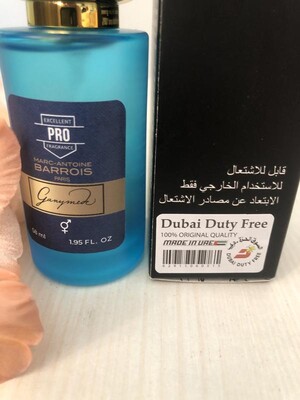 EXCELLENT
PRO
FRAGRANCE
MARC-ANTOINE
BARROIS
PARIS
Ganymede
58 ml
1.95 FL. OZ
قابل للاشتعال
للاستخدام الخارجي فقط
الابتعاد عن مصادر الاشتعال
Dubai Duty Free
100% ORIGINAL QUALITY
MADE IN UAE
DUBAI DUTY FREE